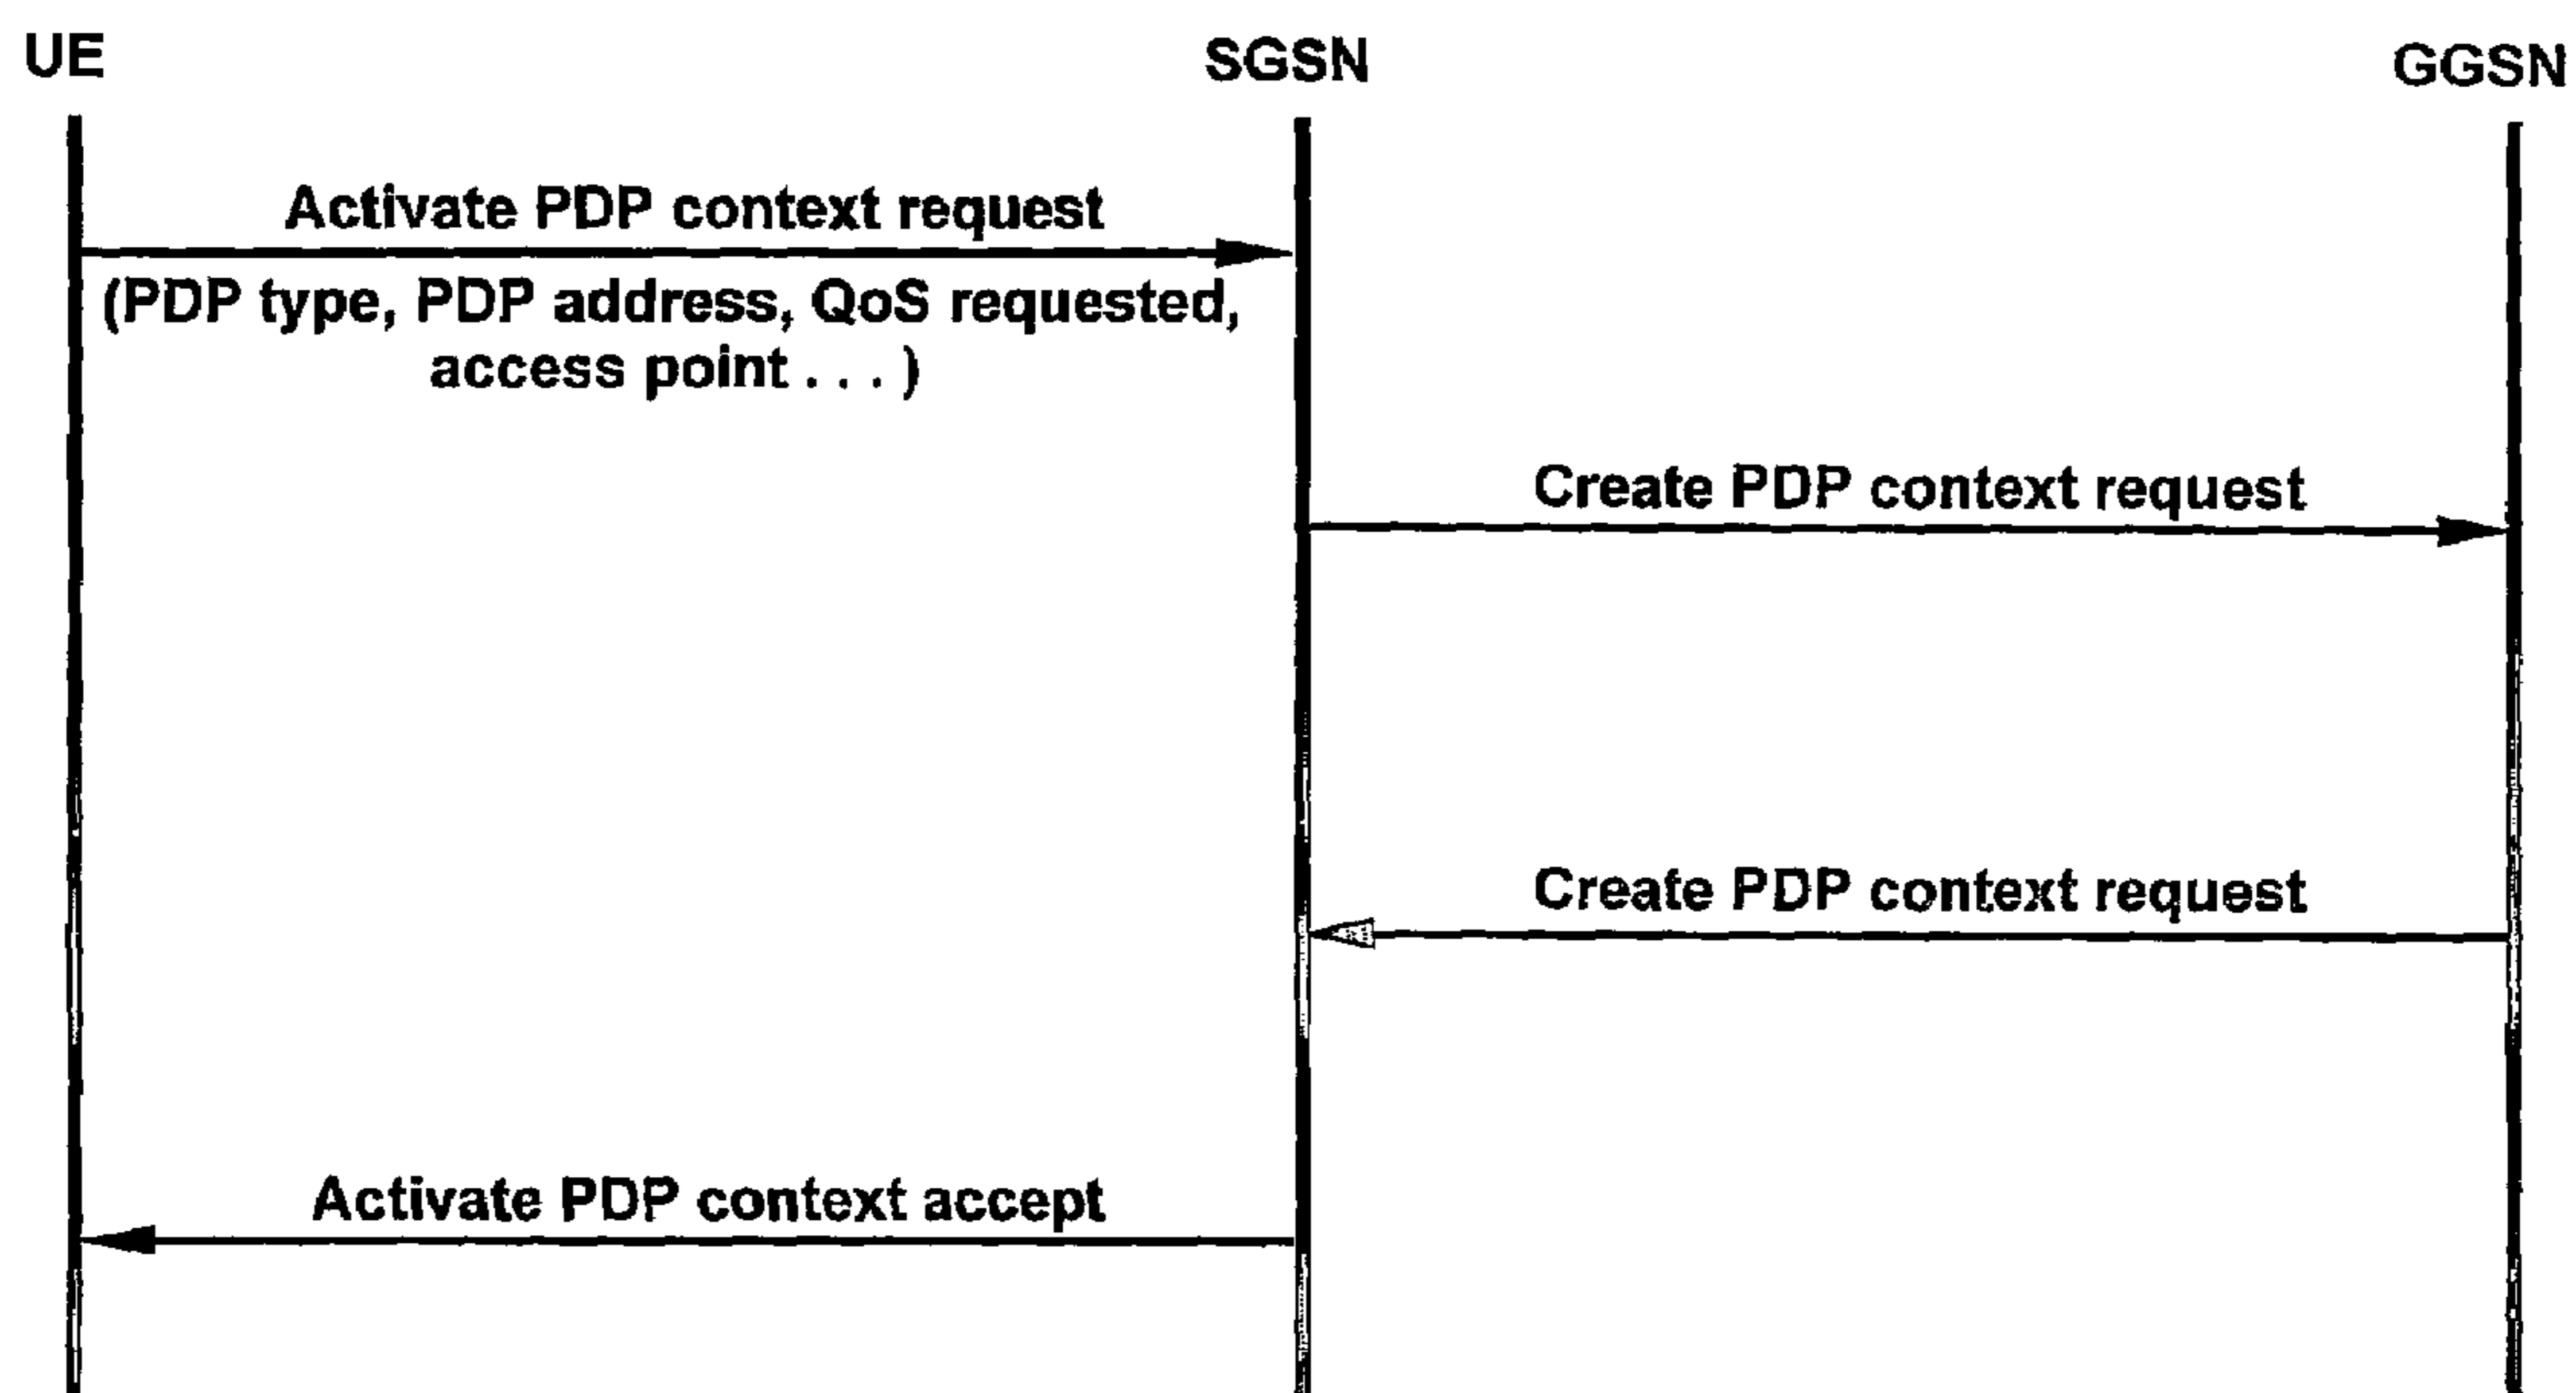 UE
SGSN
GGSN
Activate PDP context request
(PDP type, PDP address, QoS requested,
access point . . . )
Create PDP context request
Create PDP context request
Activate PDP context accept